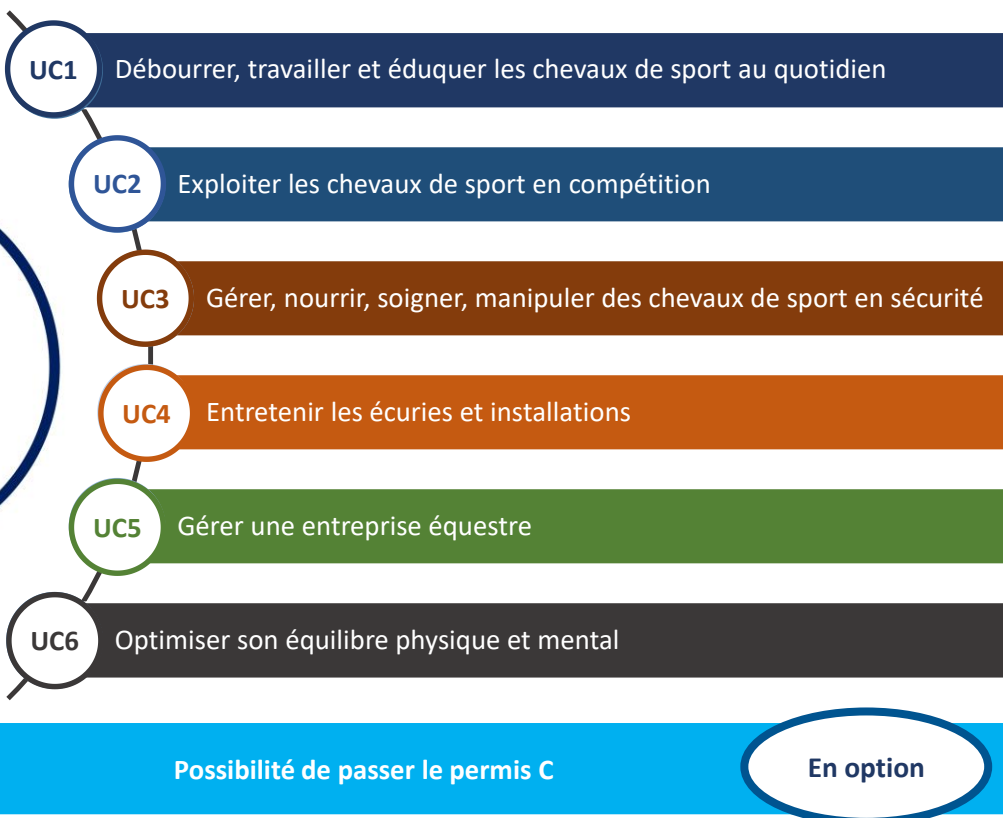 UC1 Débourrer, travailler et éduquer les chevaux de sport au quotidien
UC2 Exploiter les chevaux de sport en compétition
UC3 Gérer, nourrir, soigner, manipuler des chevaux de sport en sécurité
UC4 Entretenir les écuries et installations
UC5 Gérer une entreprise équestre
UC6 Optimiser son équilibre physique et mental
Possibilité de passer le permis C En option